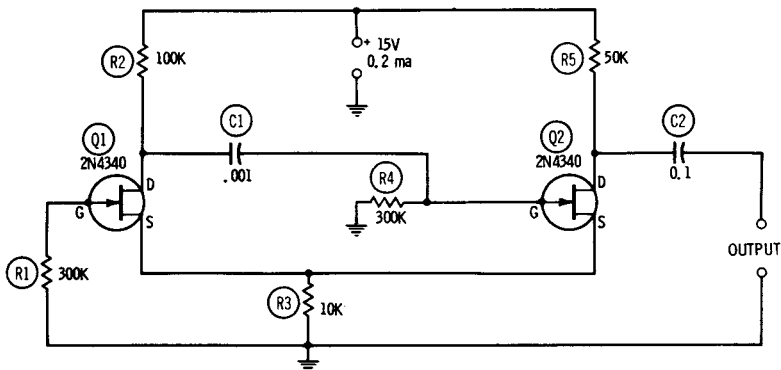 R2
100K
+ 15V
0.2 ma
R5
50K
Q1
2N4340
C1
.001
Q2
2N4340
C2
0.1
D
G
S
R4
300K
D
G
S
R1
300K
R3
10K
OUTPUT